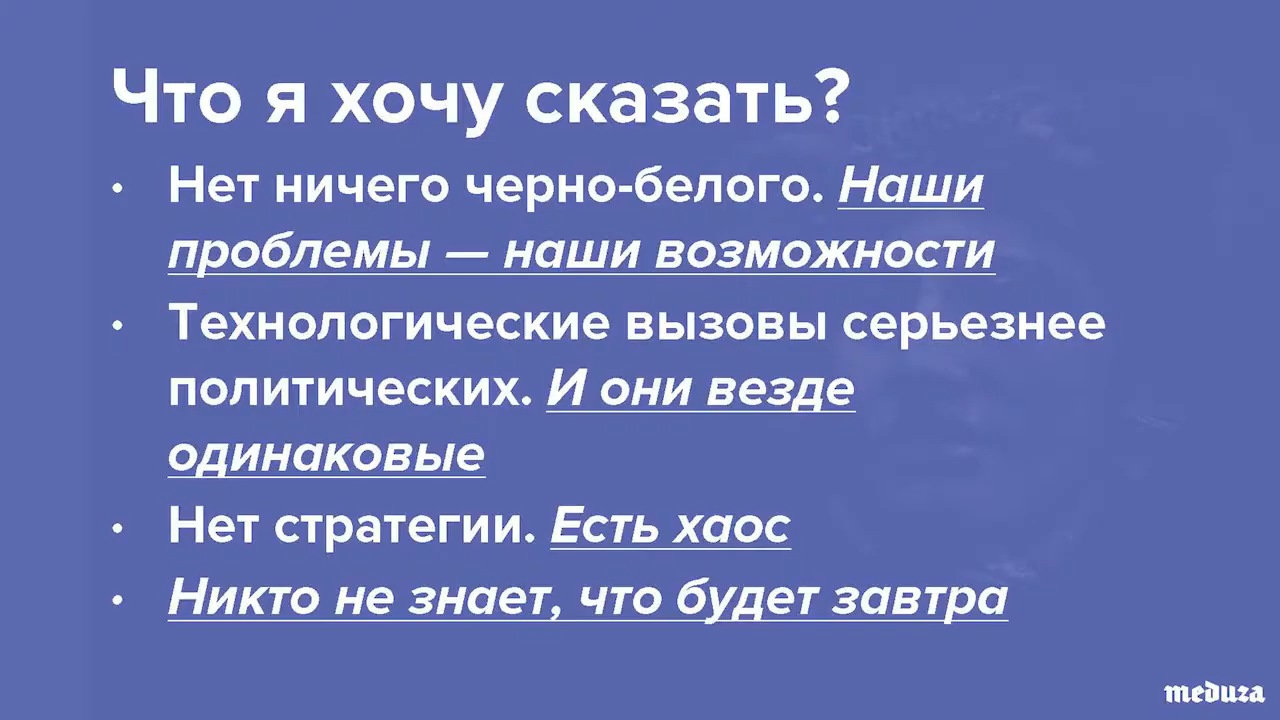 Что я хочу сказать?
• Нет ничего черно-белого. Наши
проблемы — наши возможности
• Технологические вызовы серьезнее
политических. И они везде
одинаковые
• Нет стратегии. Есть хаос
• Никто не знает, что будет завтра
meduza